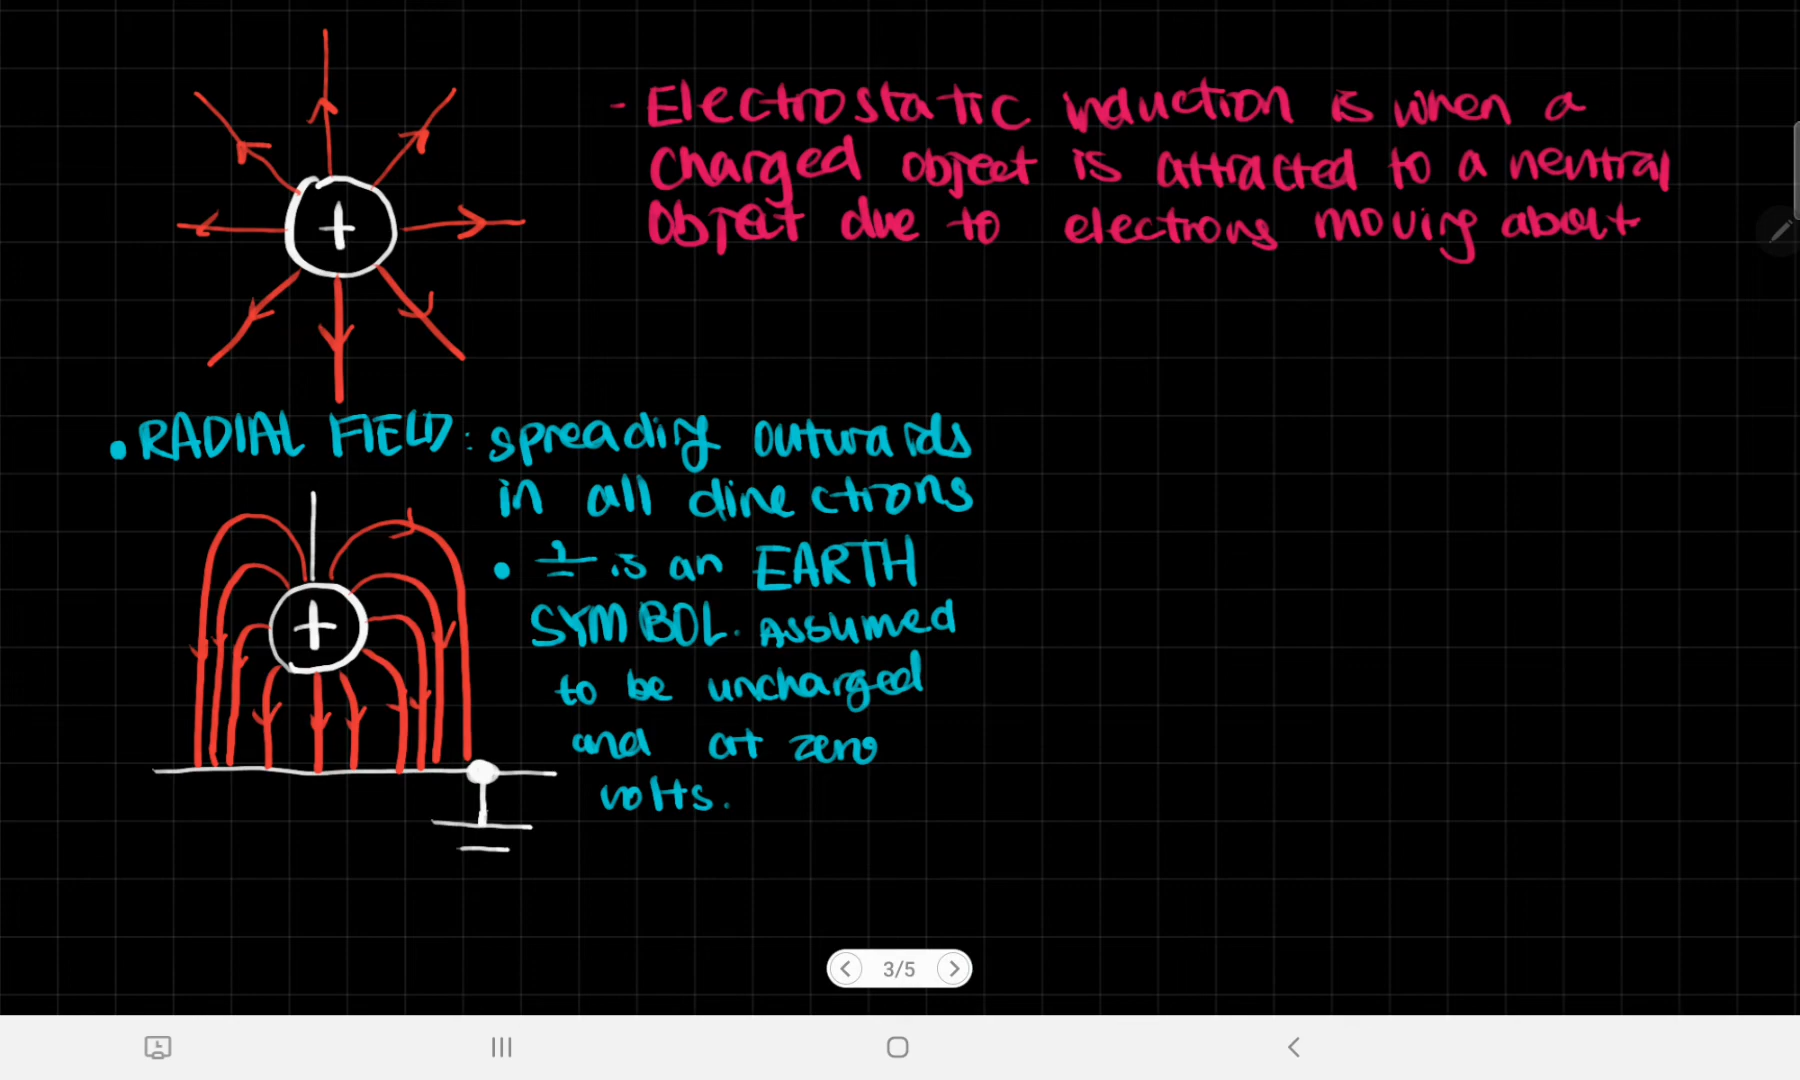 - Electrostatic induction is when a
charged object is attracted to a neutral
object due to electrons moving about
+
• RADIAL FIELD: spreading outwards
in all directions
• ⏚ is an EARTH
SYMBOL. Assumed
to be uncharged
and at zero
volts.
+
3/5